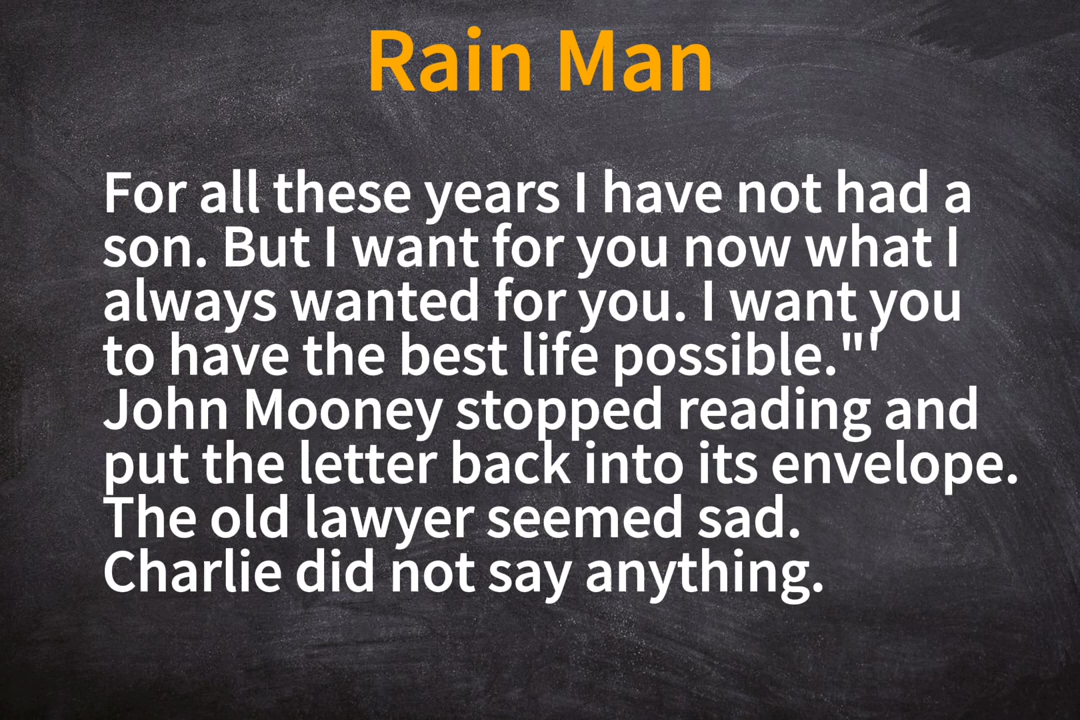 Rain Man
For all these years I have not had a
son. But I want for you now what I
always wanted for you. I want you
to have the best life possible."'
John Mooney stopped reading and
put the letter back into its envelope.
The old lawyer seemed sad.
Charlie did not say anything.